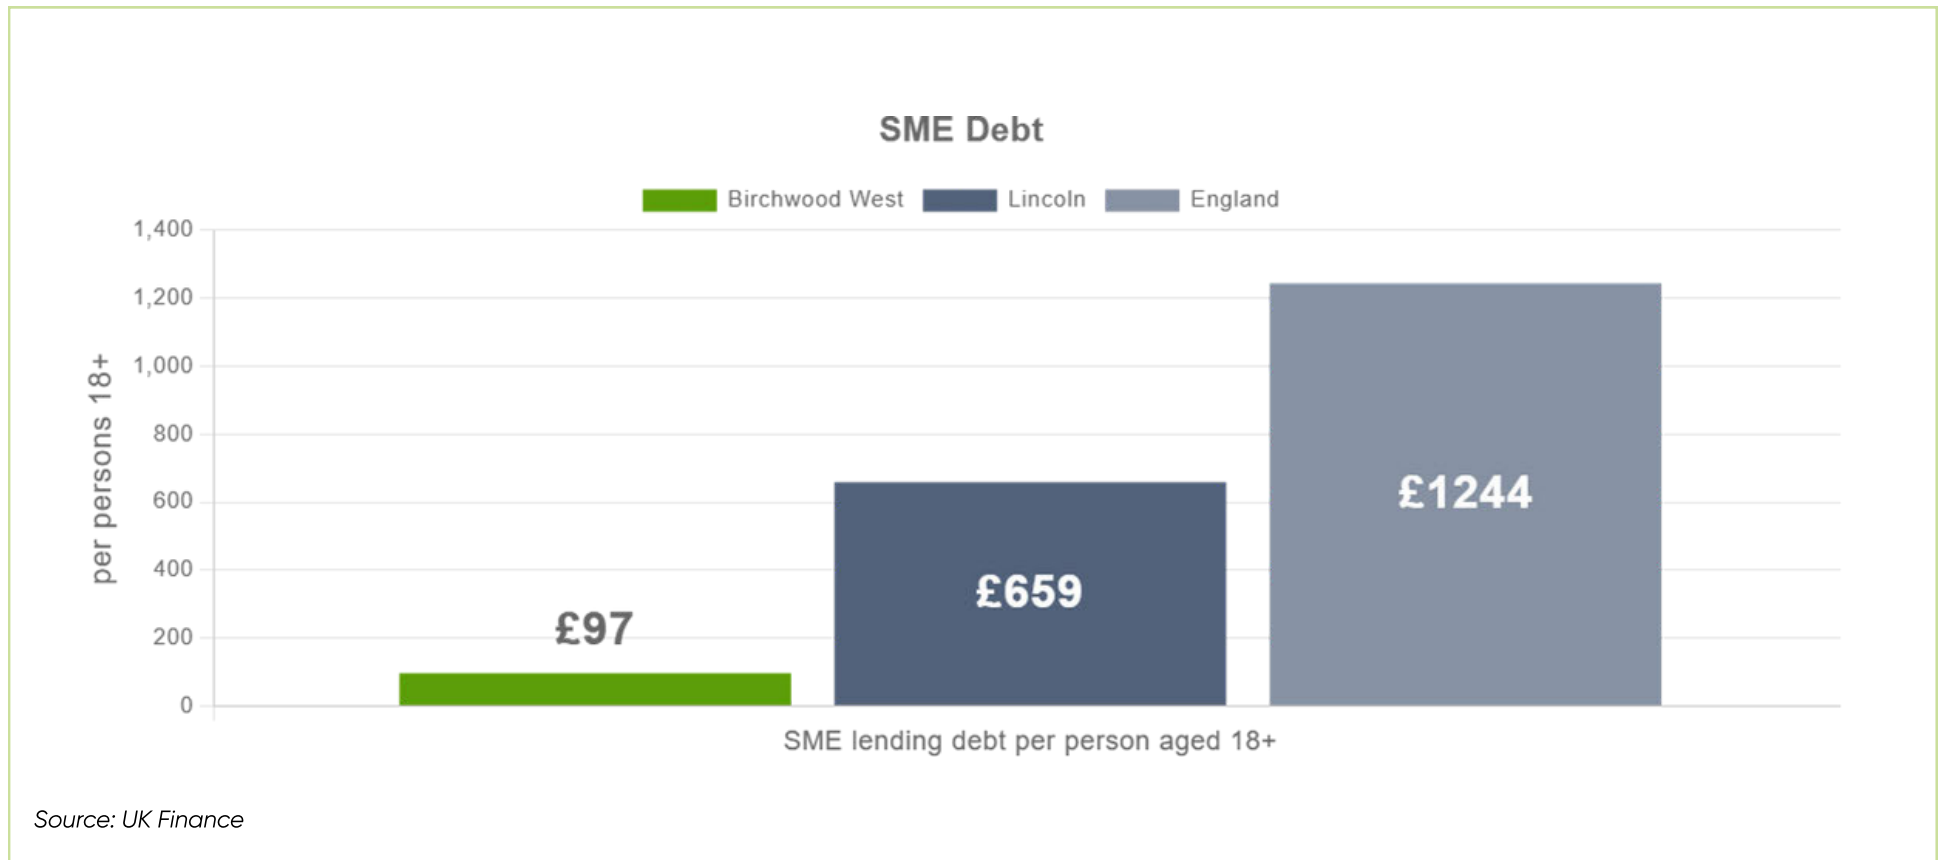 SME Debt
Birchwood West Lincoln England
1,400
1,200
1,000
800
600
400
200
0
per persons 18+
£97
£659
£1244
SME lending debt per person aged 18+
Source: UK Finance